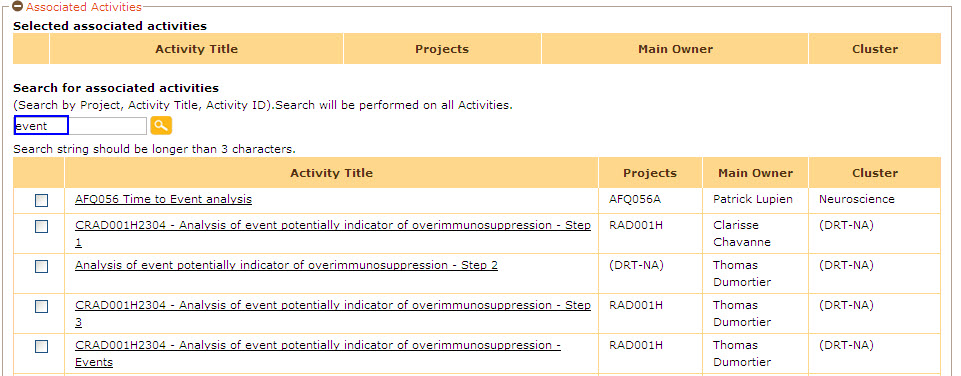 Associated Activities
Selected associated activities
Activity Title Projects Main Owner Cluster
Search for associated activities
(Search by Project, Activity Title, Activity ID).Search will be performed on all Activities.
event
Search string should be longer than 3 characters.
Activity Title Projects Main Owner Cluster
AFQ056 Time to Event analysis AFQ056A Patrick Lupien Neuroscience
CRAD001H2304 - Analysis of event potentially indicator of overimmunosuppression - Step RAD001H Clarisse (DRT-NA)
1 Chavanne
Analysis of event potentially indicator of overimmunosuppression - Step 2 (DRT-NA) Thomas (DRT-NA)
Dumortier
CRAD001H2304 - Analysis of event potentially indicator of overimmunosuppression - Step RAD001H Thomas (DRT-NA)
3 Dumortier
CRAD001H2304 - Analysis of event potentially indicator of overimmunosuppression - RAD001H Thomas (DRT-NA)
Events Dumortier